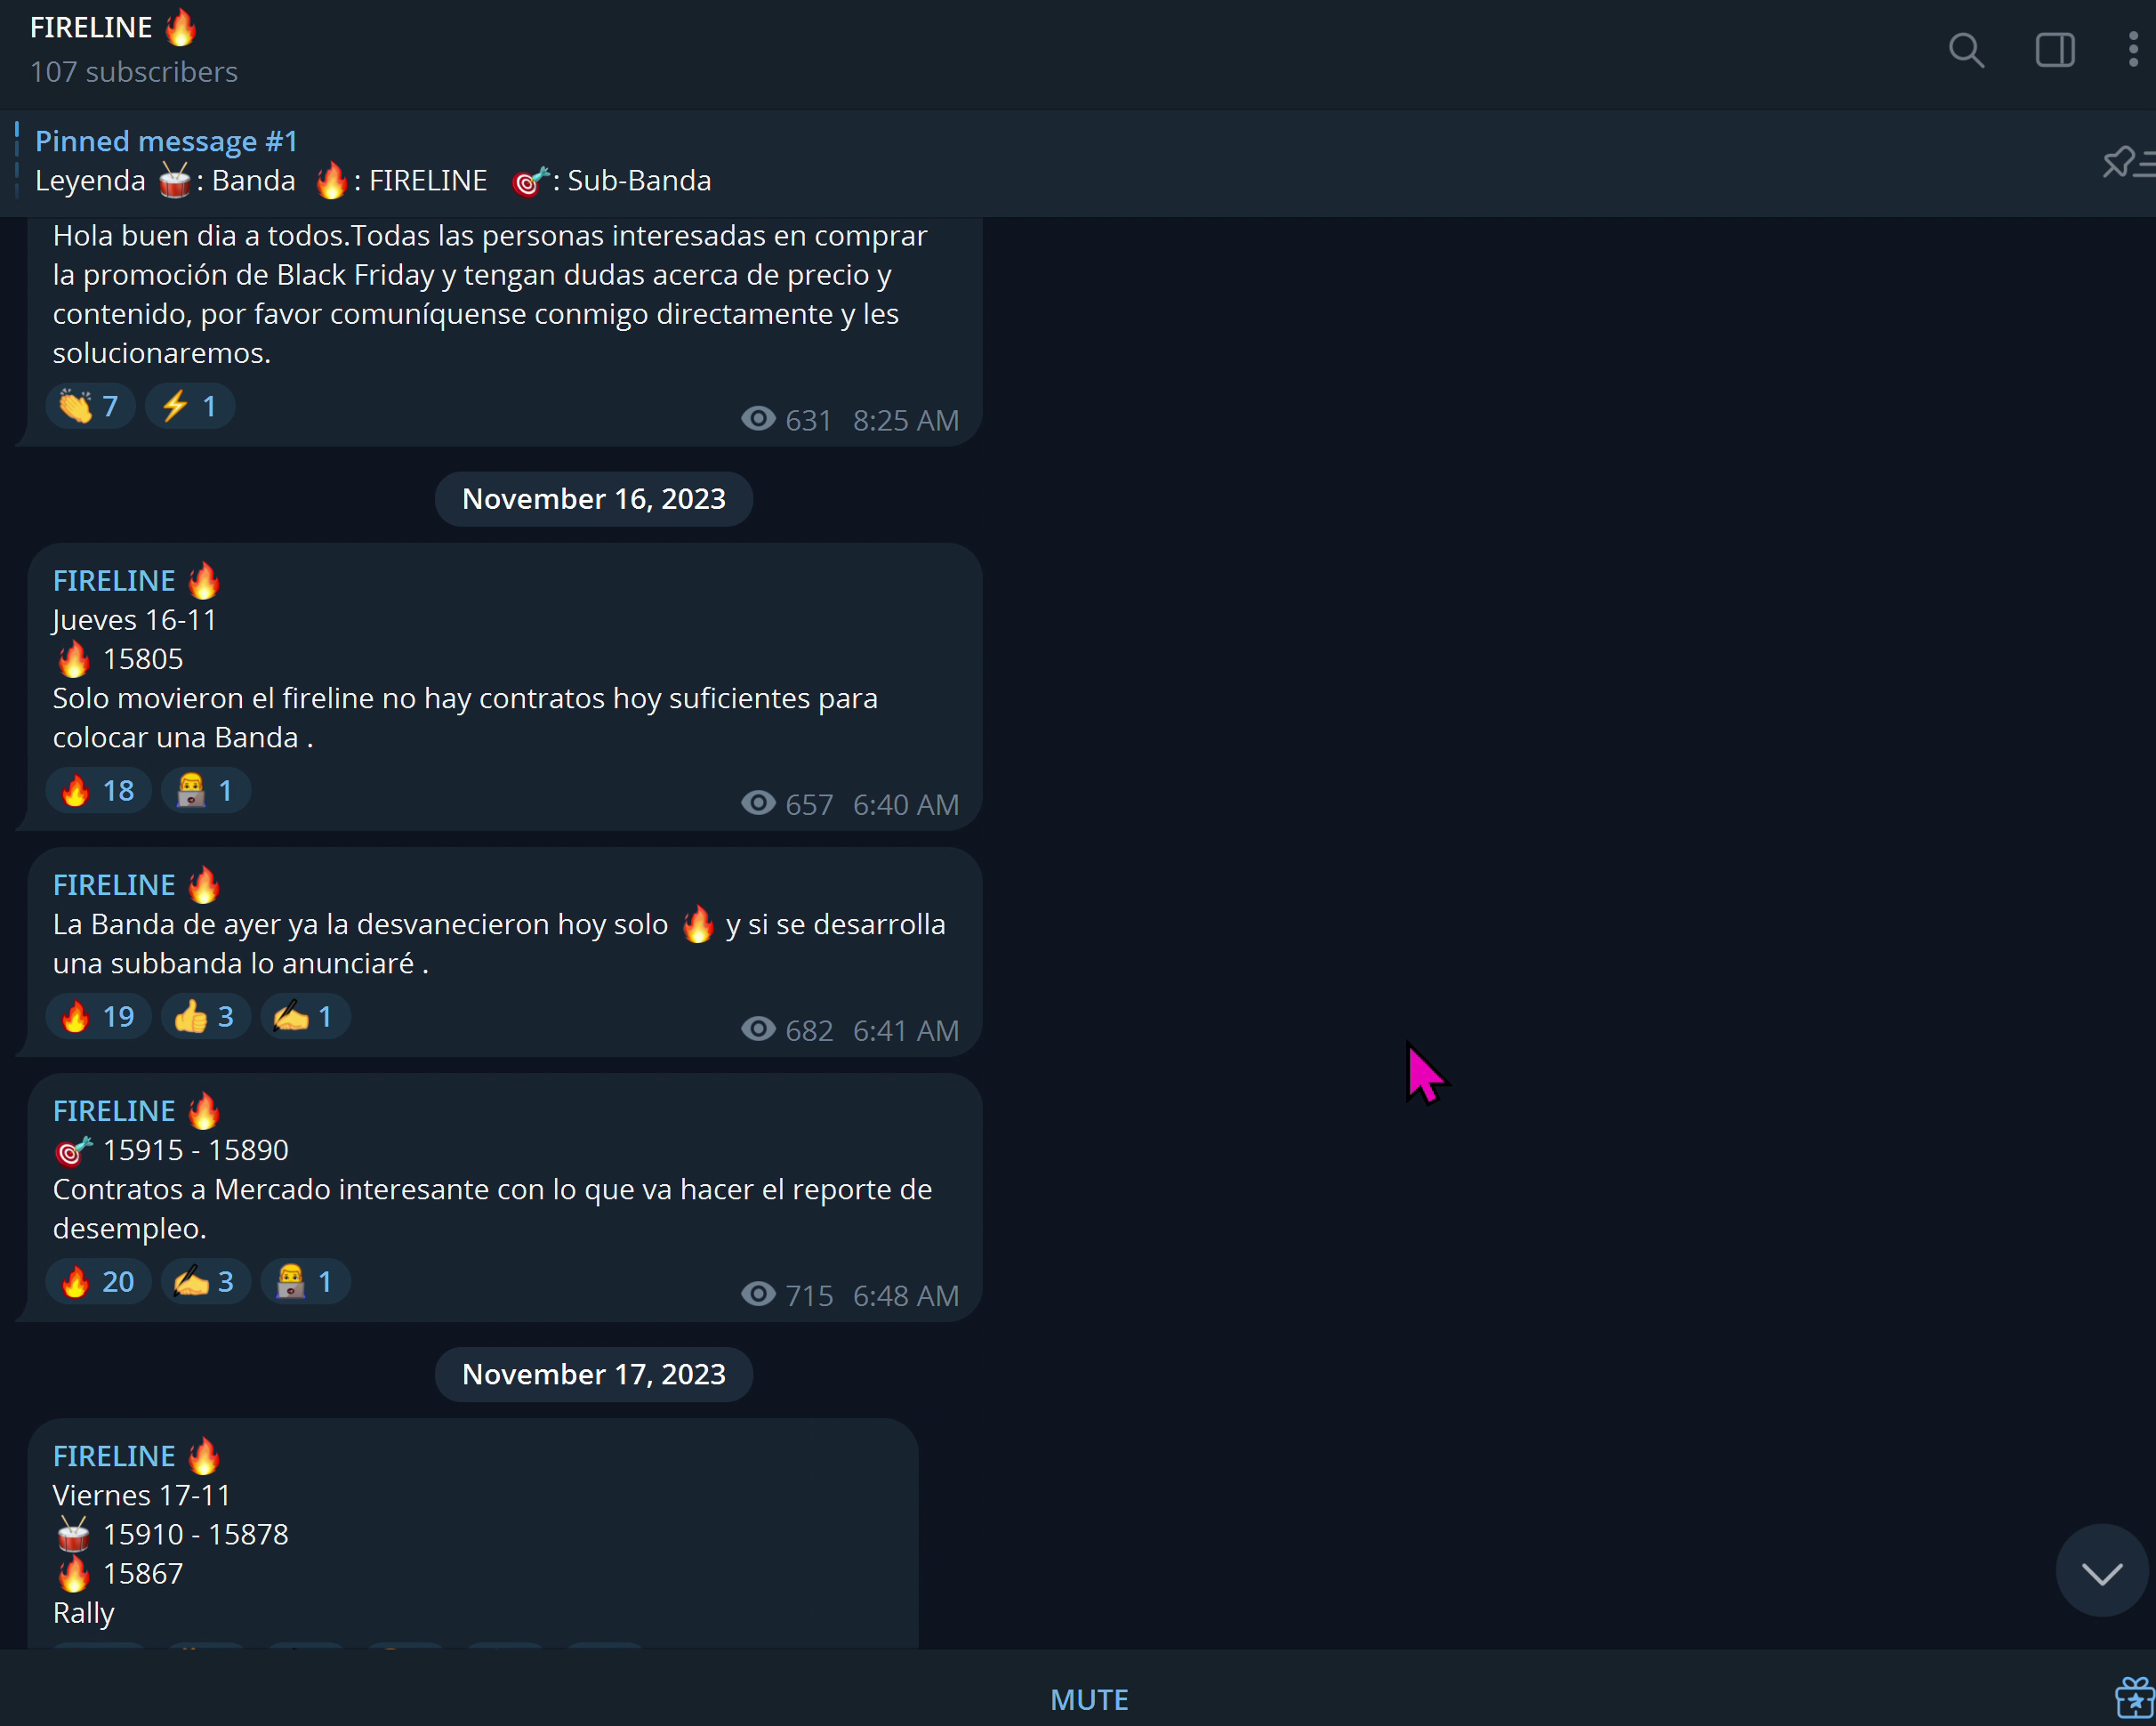 FIRELINE 🔥
107 subscribers
Pinned message #1
Leyenda 🥁: Banda 🔥: FIRELINE 🎯: Sub-Banda
Hola buen dia a todos.Todas las personas interesadas en comprar
la promoción de Black Friday y tengan dudas acerca de precio y
contenido, por favor comuníquense conmigo directamente y les
solucionaremos.
👏 7 ⚡ 1 631 8:25 AM
November 16, 2023
FIRELINE 🔥
Jueves 16-11
🔥 15805
Solo movieron el fireline no hay contratos hoy suficientes para
colocar una Banda .
🔥 18 👨‍💻 1 657 6:40 AM
FIRELINE 🔥
La Banda de ayer ya la desvanecieron hoy solo 🔥 y si se desarrolla
una subbanda lo anunciaré .
🔥 19 👍 3 ✍️ 1 682 6:41 AM
FIRELINE 🔥
🎯 15915 - 15890
Contratos a Mercado interesante con lo que va hacer el reporte de
desempleo.
🔥 20 ✍️ 3 👨‍💻 1 715 6:48 AM
November 17, 2023
FIRELINE 🔥
Viernes 17-11
🥁 15910 - 15878
🔥 15867
Rally
MUTE